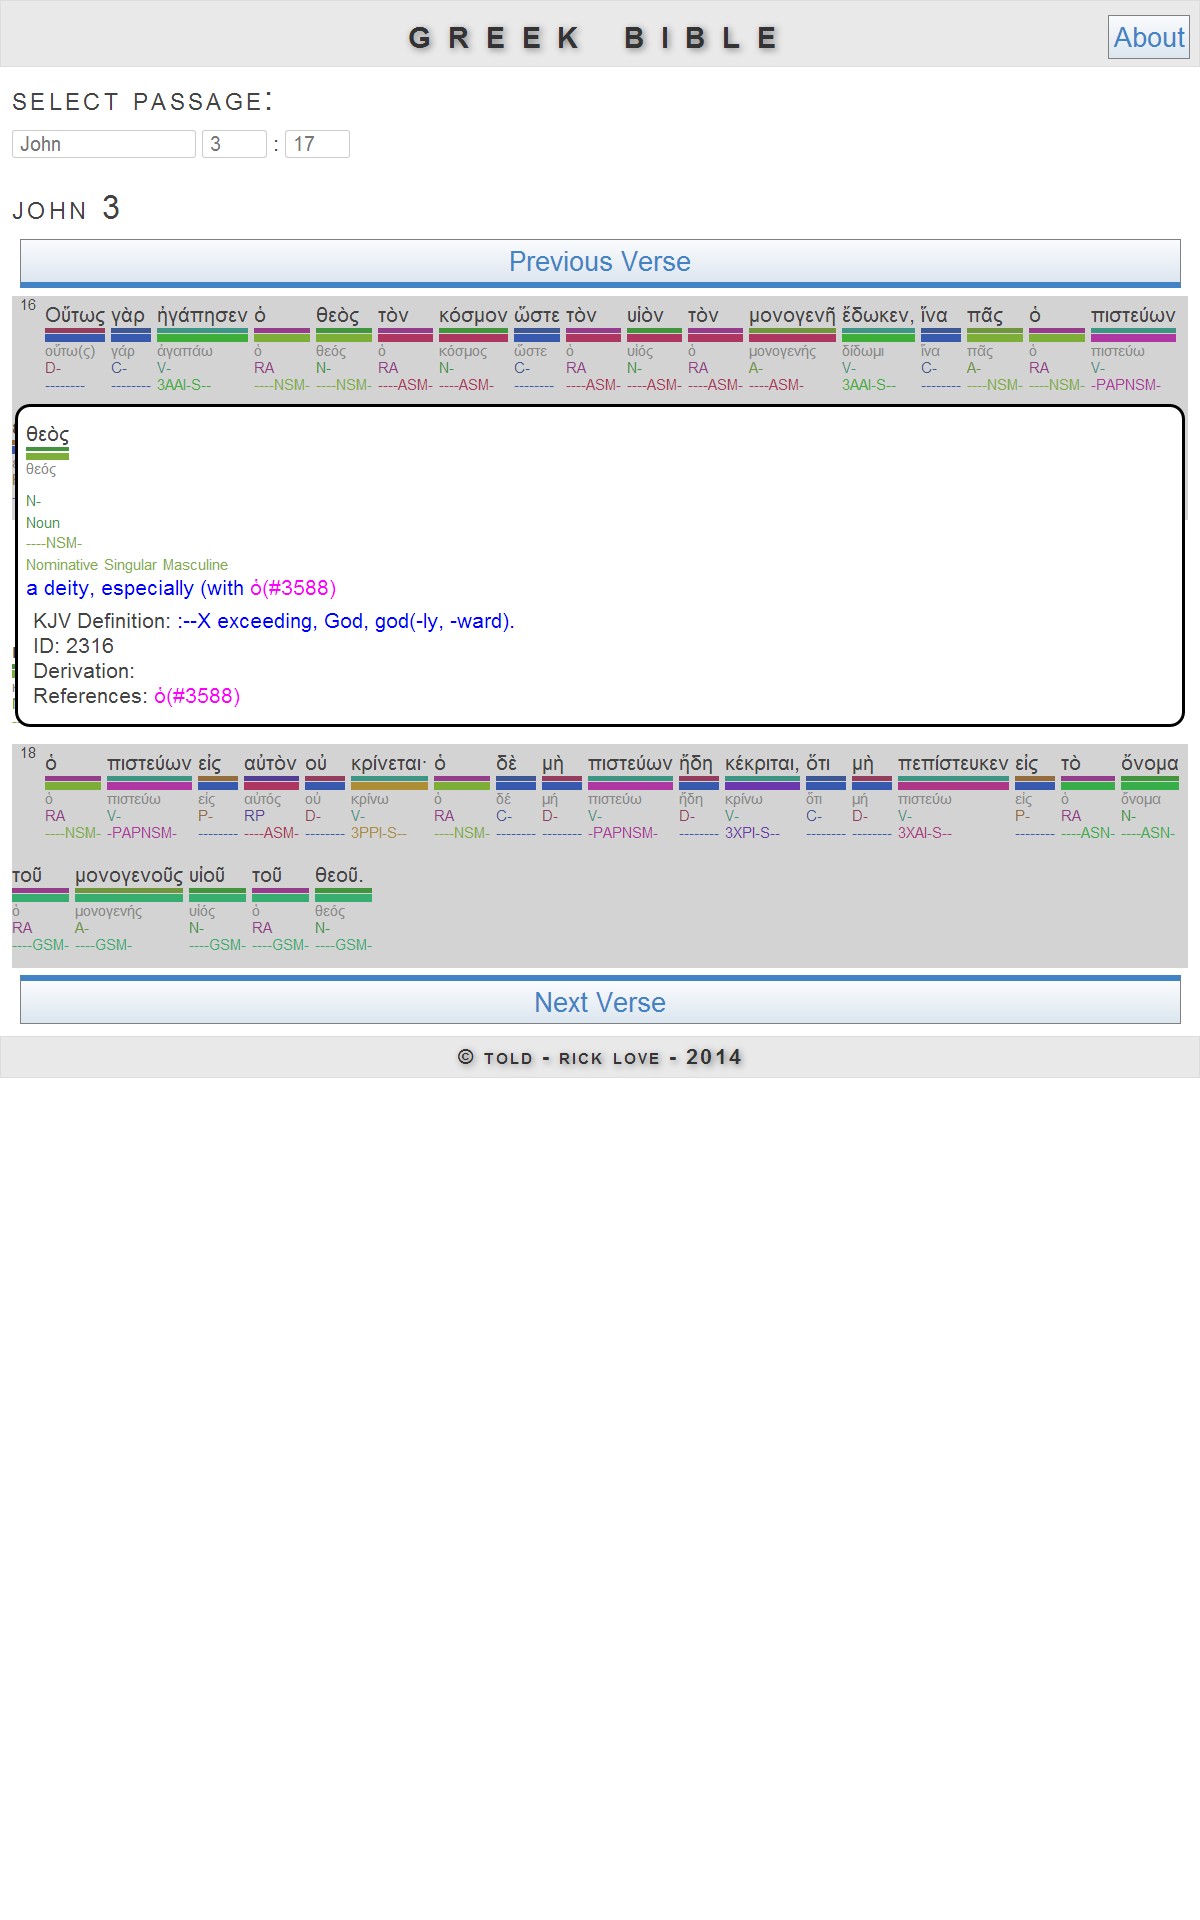 GREEK BIBLE
About
SELECT PASSAGE:
John 3 : 17
JOHN 3
Previous Verse
16 Οὕτως γὰρ ἠγάπησεν ὁ θεὸς τὸν κόσμον ὥστε τὸν υἱὸν τὸν μονογενῆ ἔδωκεν, ἵνα πᾶς ὁ πιστεύων
οὕτω(ς) γάρ ἀγαπάω ὁ θεός ὁ κόσμος ὥστε ὁ υἱός ὁ μονογενής δίδωμι ἵνα πᾶς ὁ πιστεύω
D- C- V- RA N- RA N- C- RA N- RA A- V- C- A- RA V-
-------- -------- 3AAI-S-- ----NSM- ----NSM- ----ASM- ----ASM- -------- ----ASM- ----ASM- ----ASM- ----ASM- 3AAI-S-- -------- ----NSM- ----NSM- -PAPNSM-
θεὸς
θεός
N-
Noun
----NSM-
Nominative Singular Masculine
a deity, especially (with ὁ(#3588)
KJV Definition: :--X exceeding, God, god(-ly, -ward).
ID: 2316
Derivation:
References: ὁ(#3588)
18 ὁ πιστεύων εἰς αὐτὸν οὐ κρίνεται· ὁ δὲ μὴ πιστεύων ἤδη κέκριται, ὅτι μὴ πεπίστευκεν εἰς τὸ ὄνομα
ὁ πιστεύω εἰς αὐτός οὐ κρίνω ὁ δέ μή πιστεύω ἤδη κρίνω ὅτι μή πιστεύω εἰς ὁ ὄνομα
RA V- P- RP D- V- RA C- D- V- D- V- C- D- V- P- RA N-
----NSM- -PAPNSM- -------- ----ASM- -------- 3PPI-S-- ----NSM- -------- -------- -PAPNSM- -------- 3XPI-S-- -------- -------- 3XAI-S-- -------- ----ASN- ----ASN-
τοῦ μονογενοῦς υἱοῦ τοῦ θεοῦ.
ὁ μονογενής υἱός ὁ θεός
RA A- N- RA N-
----GSM- ----GSM- ----GSM- ----GSM- ----GSM-
Next Verse
© TOLD - RICK LOVE - 2014